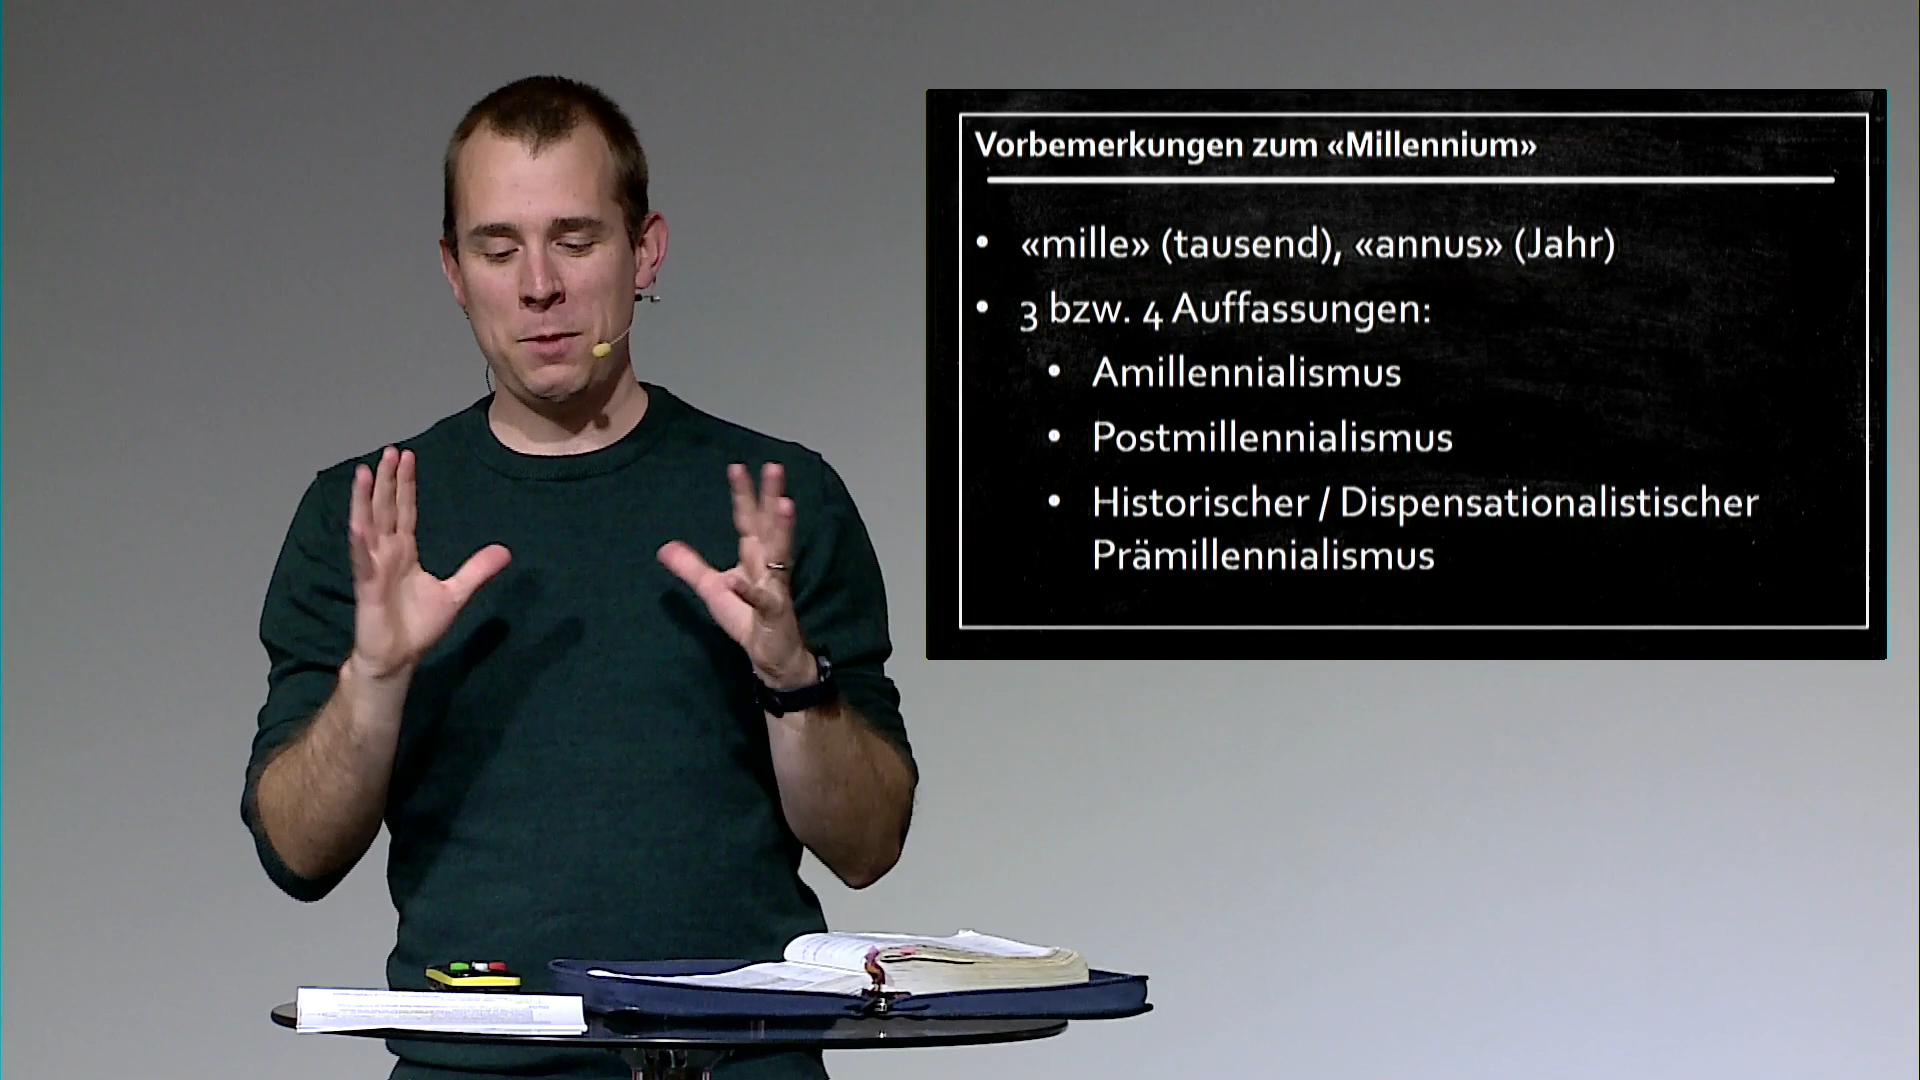 Vorbemerkungen zum «Millennium»
• «mille» (tausend), «annus» (Jahr)
• 3 bzw. 4 Auffassungen:
• Amillennialismus
• Postmillennialismus
• Historischer / Dispensationalistischer
Prämillennialismus